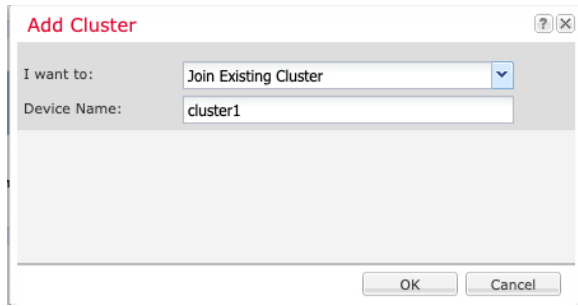 Add Cluster
?
I want to: Join Existing Cluster
Device Name: cluster1
OK Cancel